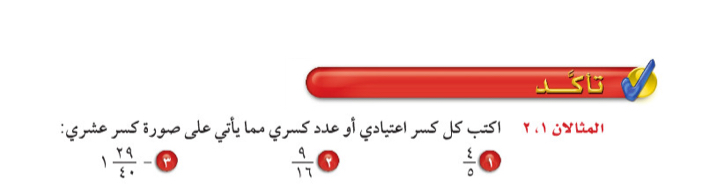 تأكَّد
المثالان ١، ٢ اكتب كل كسر اعتيادي أو عدد كسري مما يأتي على صورة كسر عشري:
١ ٤/٥ ٢ ٩/١٦ ٣ – ١ ٢٩/٤٠